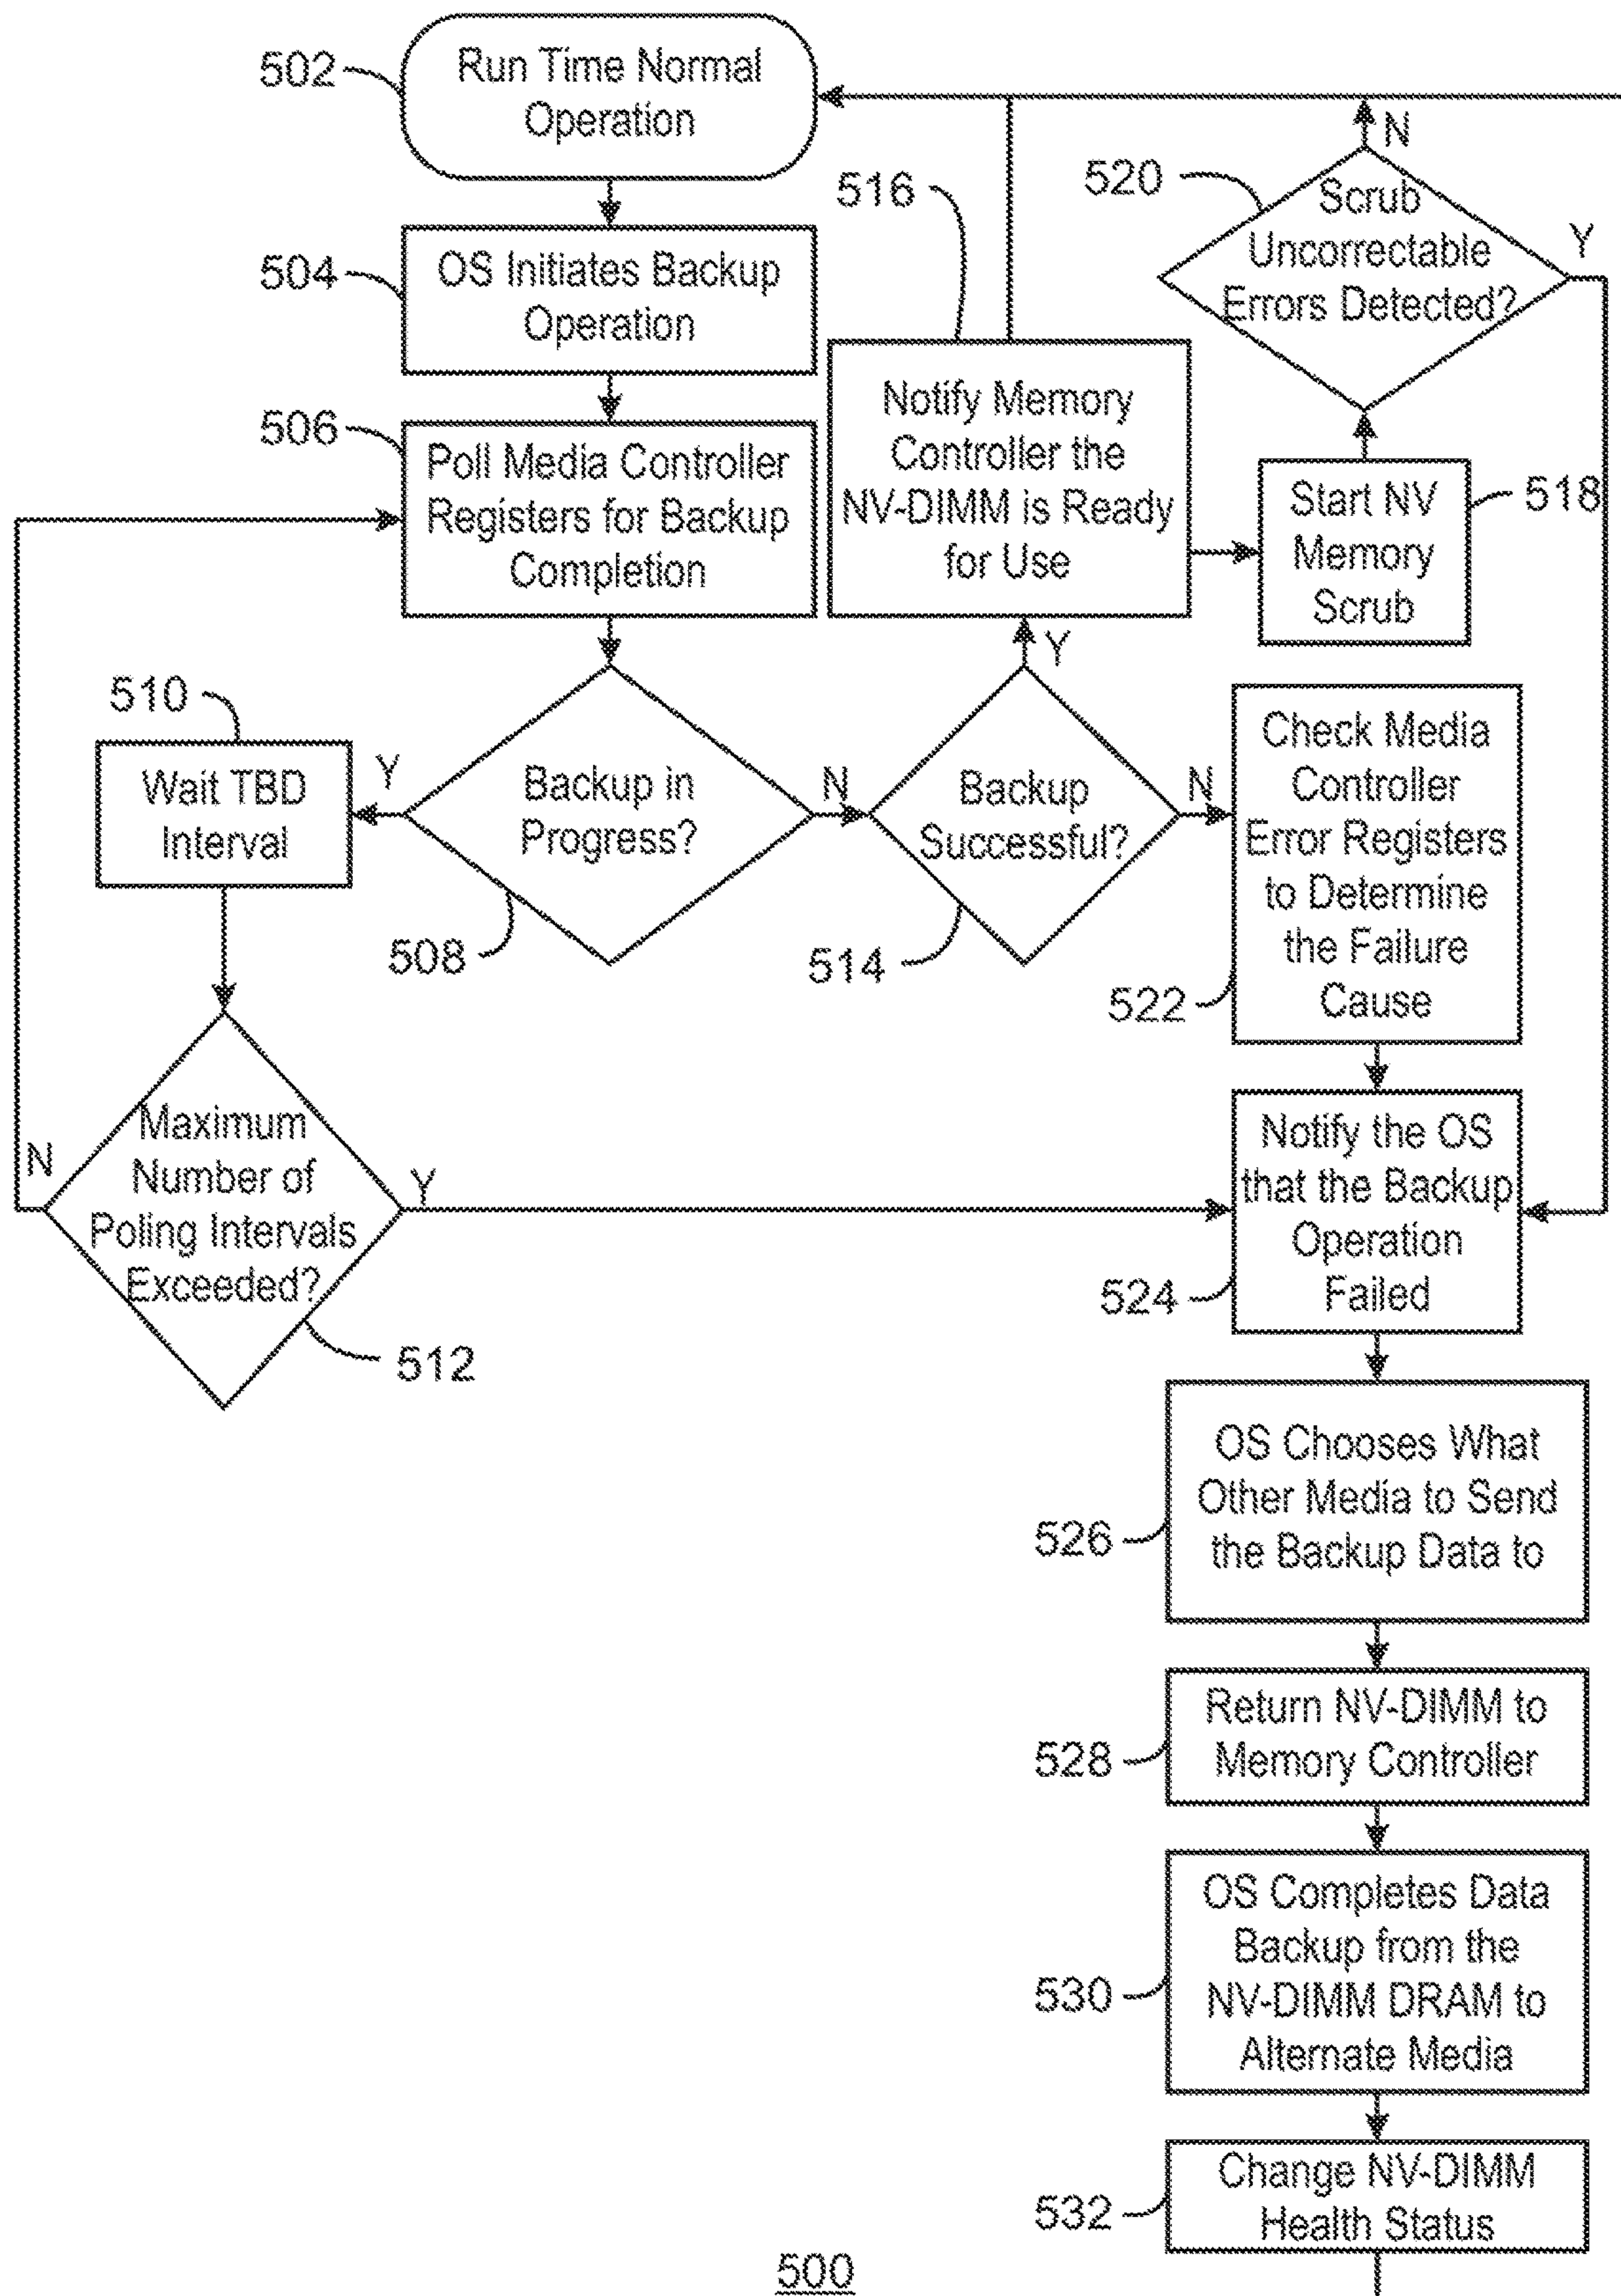 502
Run Time Normal
Operation
504
OS Initiates Backup
Operation
506
Poll Media Controller
Registers for Backup
Completion
516
Notify Memory
Controller the
NV-DIMM is Ready
for Use
520
N
Scrub
Uncorrectable
Errors Detected?
Y
Start NV
Memory
Scrub
518
510
Wait TBD
Interval
Y
Backup in
Progress?
N
508
Y
Backup
Successful?
N
514
Check Media
Controller
Error Registers
to Determine
the Failure
Cause
522
N
Maximum
Number of
Poling Intervals
Exceeded?
Y
512
Notify the OS
that the Backup
Operation
Failed
524
OS Chooses What
Other Media to Send
the Backup Data to
526
Return NV-DIMM to
Memory Controller
528
OS Completes Data
Backup from the
NV-DIMM DRAM to
Alternate Media
530
Change NV-DIMM
Health Status
532
500